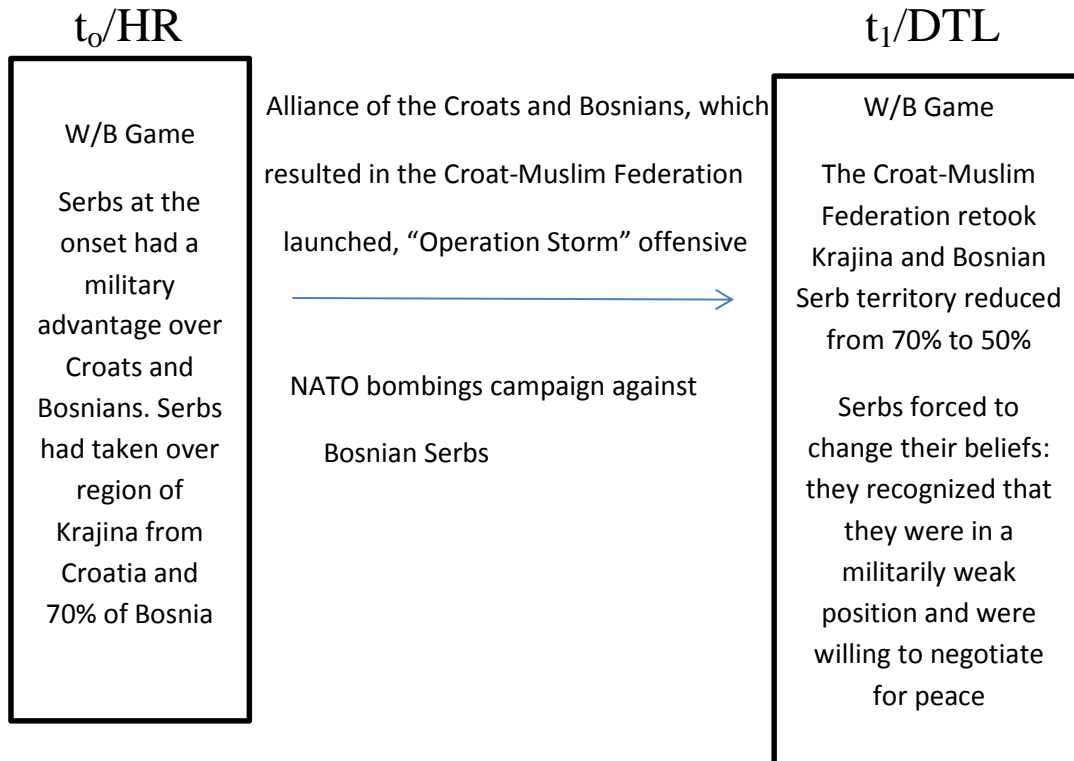 t₀/HR
W/B Game
Serbs at the
onset had a
military
advantage over
Croats and
Bosnians. Serbs
had taken over
region of
Krajina from
Croatia and
70% of Bosnia
Alliance of the Croats and Bosnians, which
resulted in the Croat-Muslim Federation
launched, “Operation Storm” offensive
NATO bombings campaign against
Bosnian Serbs
t₁/DTL
W/B Game
The Croat-Muslim
Federation retook
Krajina and Bosnian
Serb territory reduced
from 70% to 50%
Serbs forced to
change their beliefs:
they recognized that
they were in a
militarily weak
position and were
willing to negotiate
for peace